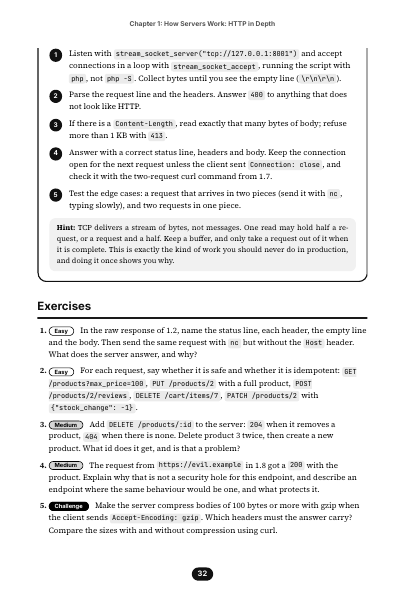 Chapter 1: How Servers Work: HTTP in Depth
1 Listen with stream_socket_server("tcp://127.0.0.1:8001") and accept
connections in a loop with stream_socket_accept, running the script with
php, not php -S. Collect bytes until you see the empty line (\r\n\r\n).
2 Parse the request line and the headers. Answer 400 to anything that does
not look like HTTP.
3 If there is a Content-Length, read exactly that many bytes of body; refuse
more than 1 KB with 413.
4 Answer with a correct status line, headers and body. Keep the
connection open for the next request unless the client sent Connection: close, and
check it with the two-request curl command from 1.7.
5 Test the edge cases: a request that arrives in two pieces (send it with nc,
typing slowly), and two requests in one piece.
Hint: TCP delivers a stream of bytes, not messages. One read may hold half a re-
quest, or a request and a half. Keep a buffer, and only take a request out of it when
it is complete. This is exactly the kind of work you should never do in production,
and doing it once shows you why.
Exercises
1. Easy In the raw response of 1.2, name the status line, each header, the empty line
and the body. Then send the same request with nc but without the Host header.
What does the server answer, and why?
2. Easy For each request, say whether it is safe and whether it is idempotent: GET
/products?max_price=100, PUT /products/2 with a full product, POST
/products/2/reviews, DELETE /cart/items/7, PATCH /products/2 with
{"stock_change": -1}.
3. Medium Add DELETE /products/:id to the server: 204 when it removes a
product, 404 when there is none. Delete product 3 twice, then create a new
product. What id does it get, and is that a problem?
4. Medium The request from https://evil.example in 1.8 got a 200 with the
product. Explain why that is not a security hole for this endpoint, and describe an
endpoint where the same behaviour would be one, and what protects it.
5. Challenge Make the server compress bodies of 100 bytes or more with gzip when
the client sends Accept-Encoding: gzip. Which headers must the answer carry?
Compare the sizes with and without compression using curl.
32